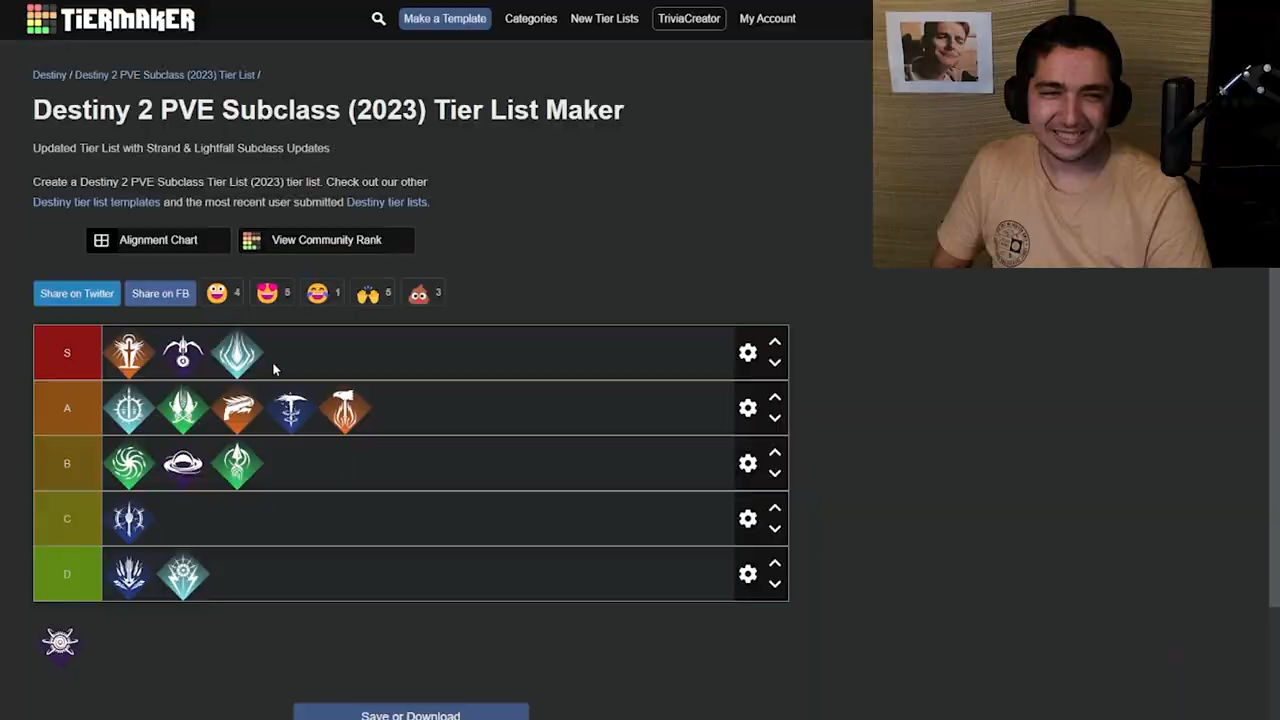 TiERMAKER
Make a Template
Categories
New Tier Lists
TriviaCreator
My Account
Destiny / Destiny 2 PVE Subclass (2023) Tier List /
Destiny 2 PVE Subclass (2023) Tier List Maker
Updated Tier List with Strand & Lightfall Subclass Updates
Create a Destiny 2 PVE Subclass Tier List (2023) tier list. Check out our other
Destiny tier list templates and the most recent user submitted Destiny tier lists.
Alignment Chart
View Community Rank
Share on Twitter
Share on FB
4
5
1
5
3
S
A
B
C
D
Save or Download